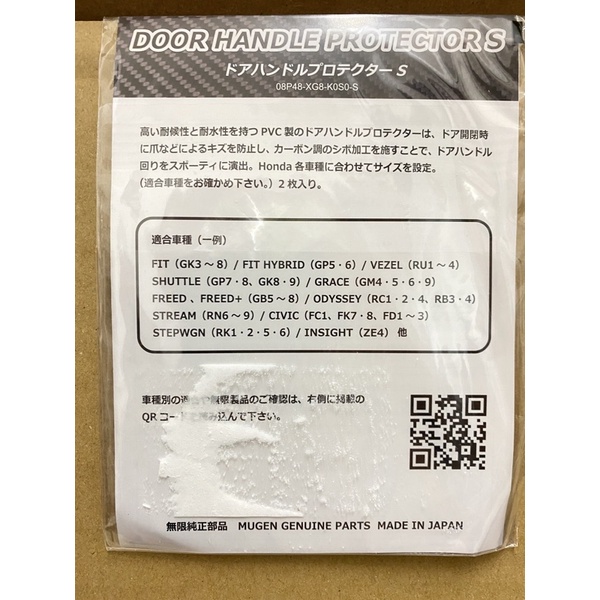 DOOR HANDLE PROTECTOR S
ドアハンドルプロテクター S
08P48-XG8-K0S0-S
高い耐候性と耐水性を持つ PVC 製のドアハンドルプロテクターは、ドア開閉時
に爪などによるキズを防止し、カーボン調のシボ加工を施すことで、ドアハンドル
回りをスポーティに演出。Honda 各車種に合わせてサイズを設定。
(適合車種をお確かめ下さい。) 2 枚入り。
適合車種（一例）
FIT（GK3～8）/ FIT HYBRID（GP5・6）/ VEZEL（RU1～4）
SHUTTLE（GP7・8、GK8・9）/ GRACE（GM4・5・6・9）
FREED 、FREED+（GB5～8）/ ODYSSEY（RC1・2・4、RB3・4）
STREAM（RN6～9）/ CIVIC（FC1、FK7・8、FD1～3）
STEPWGN（RK1・2・5・6）/ INSIGHT（ZE4）他
車種別の 製品のご確認は、右側に掲載の
QR コード 込んで下さい。
無限純正部品 MUGEN GENUINE PARTS MADE IN JAPAN